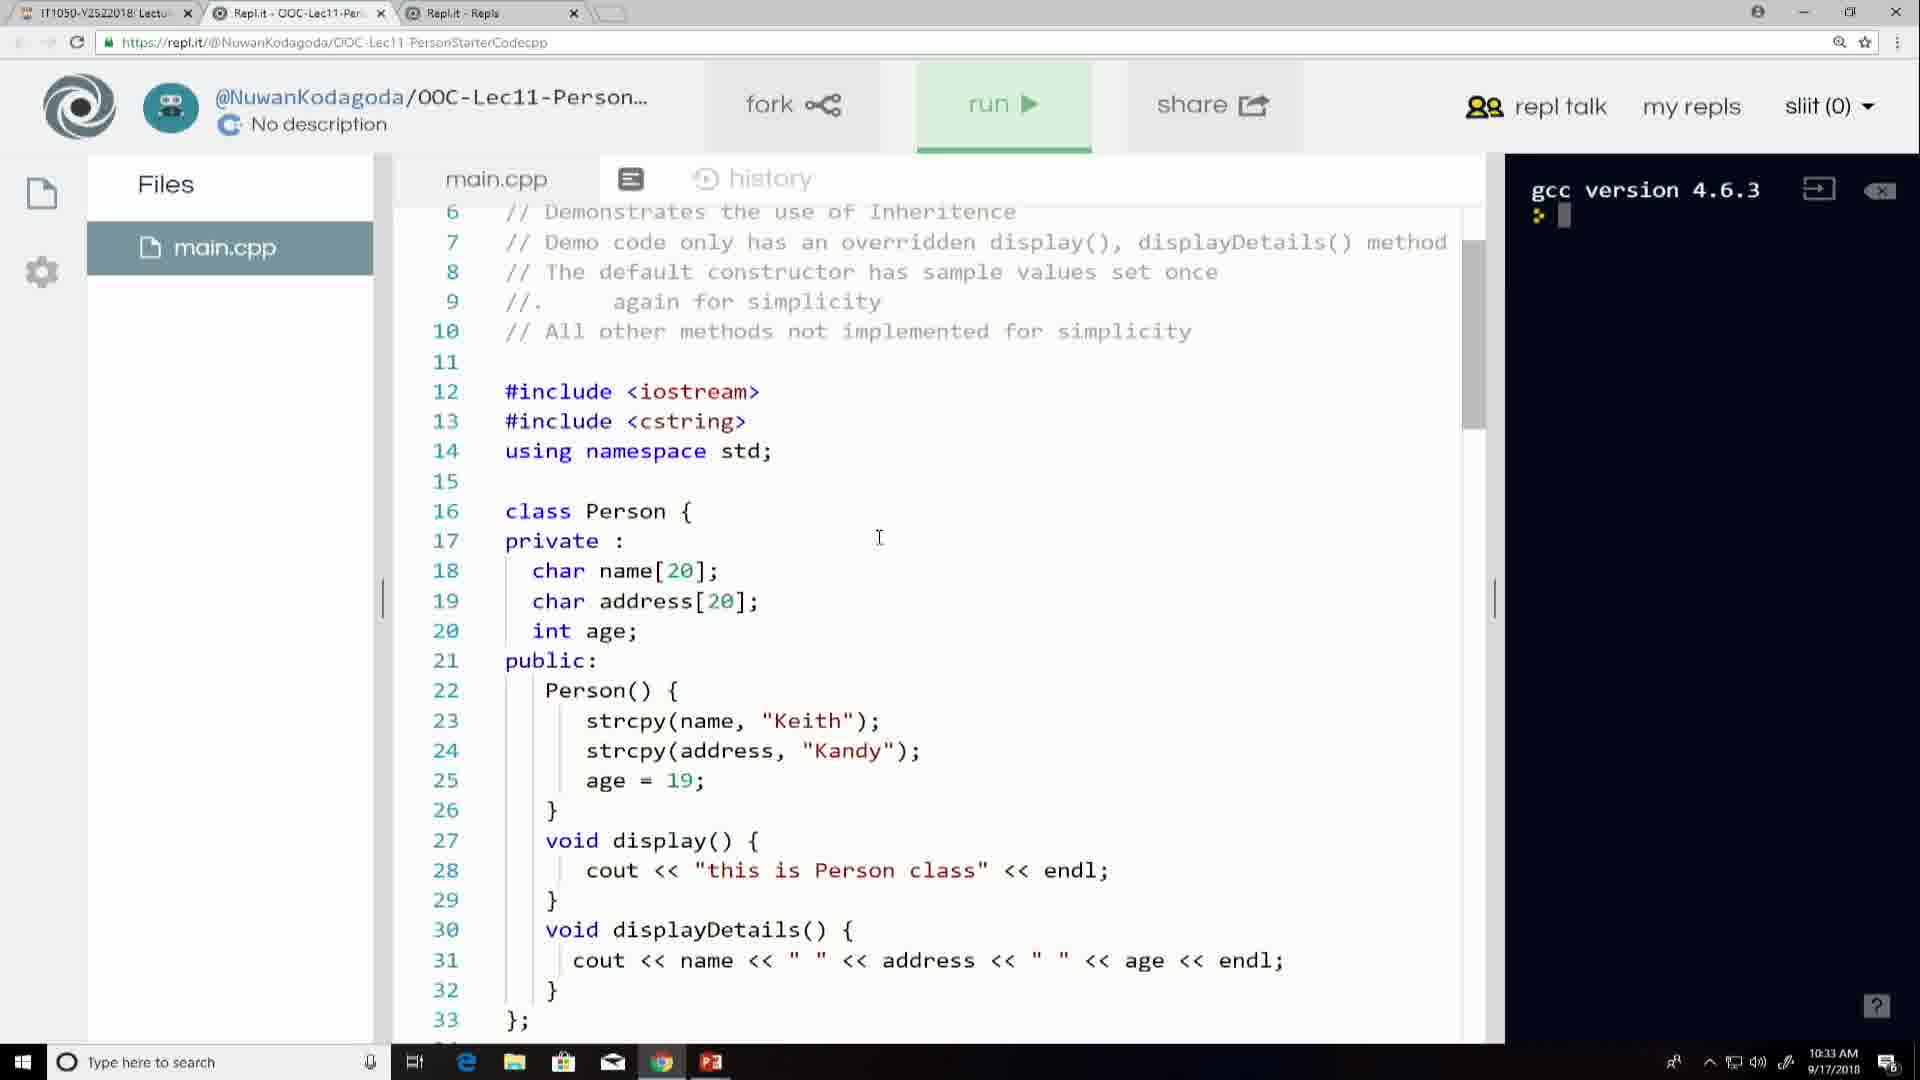 IT1050-Y2S22018: Lectu
Repl.it - OOC-Lec11-Per
Repl.it - Repls
https://repl.it/@NuwanKodagoda/OOC-Lec11-PersonStarterCodecpp
@NuwanKodagoda/OOC-Lec11-Person…
No description
fork
run
share
repl talk
my repls
sliit (0)
Files
main.cpp
main.cpp
history
gcc version 4.6.3
6 // Demonstrates the use of Inheritence
7 // Demo code only has an overridden display(), displayDetails() method
8 // The default constructor has sample values set once
9 //. again for simplicity
10 // All other methods not implemented for simplicity
11
12 #include <iostream>
13 #include <cstring>
14 using namespace std;
15
16 class Person {
17 private :
18 char name[20];
19 char address[20];
20 int age;
21 public:
22 Person() {
23 strcpy(name, "Keith");
24 strcpy(address, "Kandy");
25 age = 19;
26 }
27 void display() {
28 cout << "this is Person class" << endl;
29 }
30 void displayDetails() {
31 cout << name << " " << address << " " << age << endl;
32 }
33 };
?
Type here to search
10:33 AM
9/17/2018